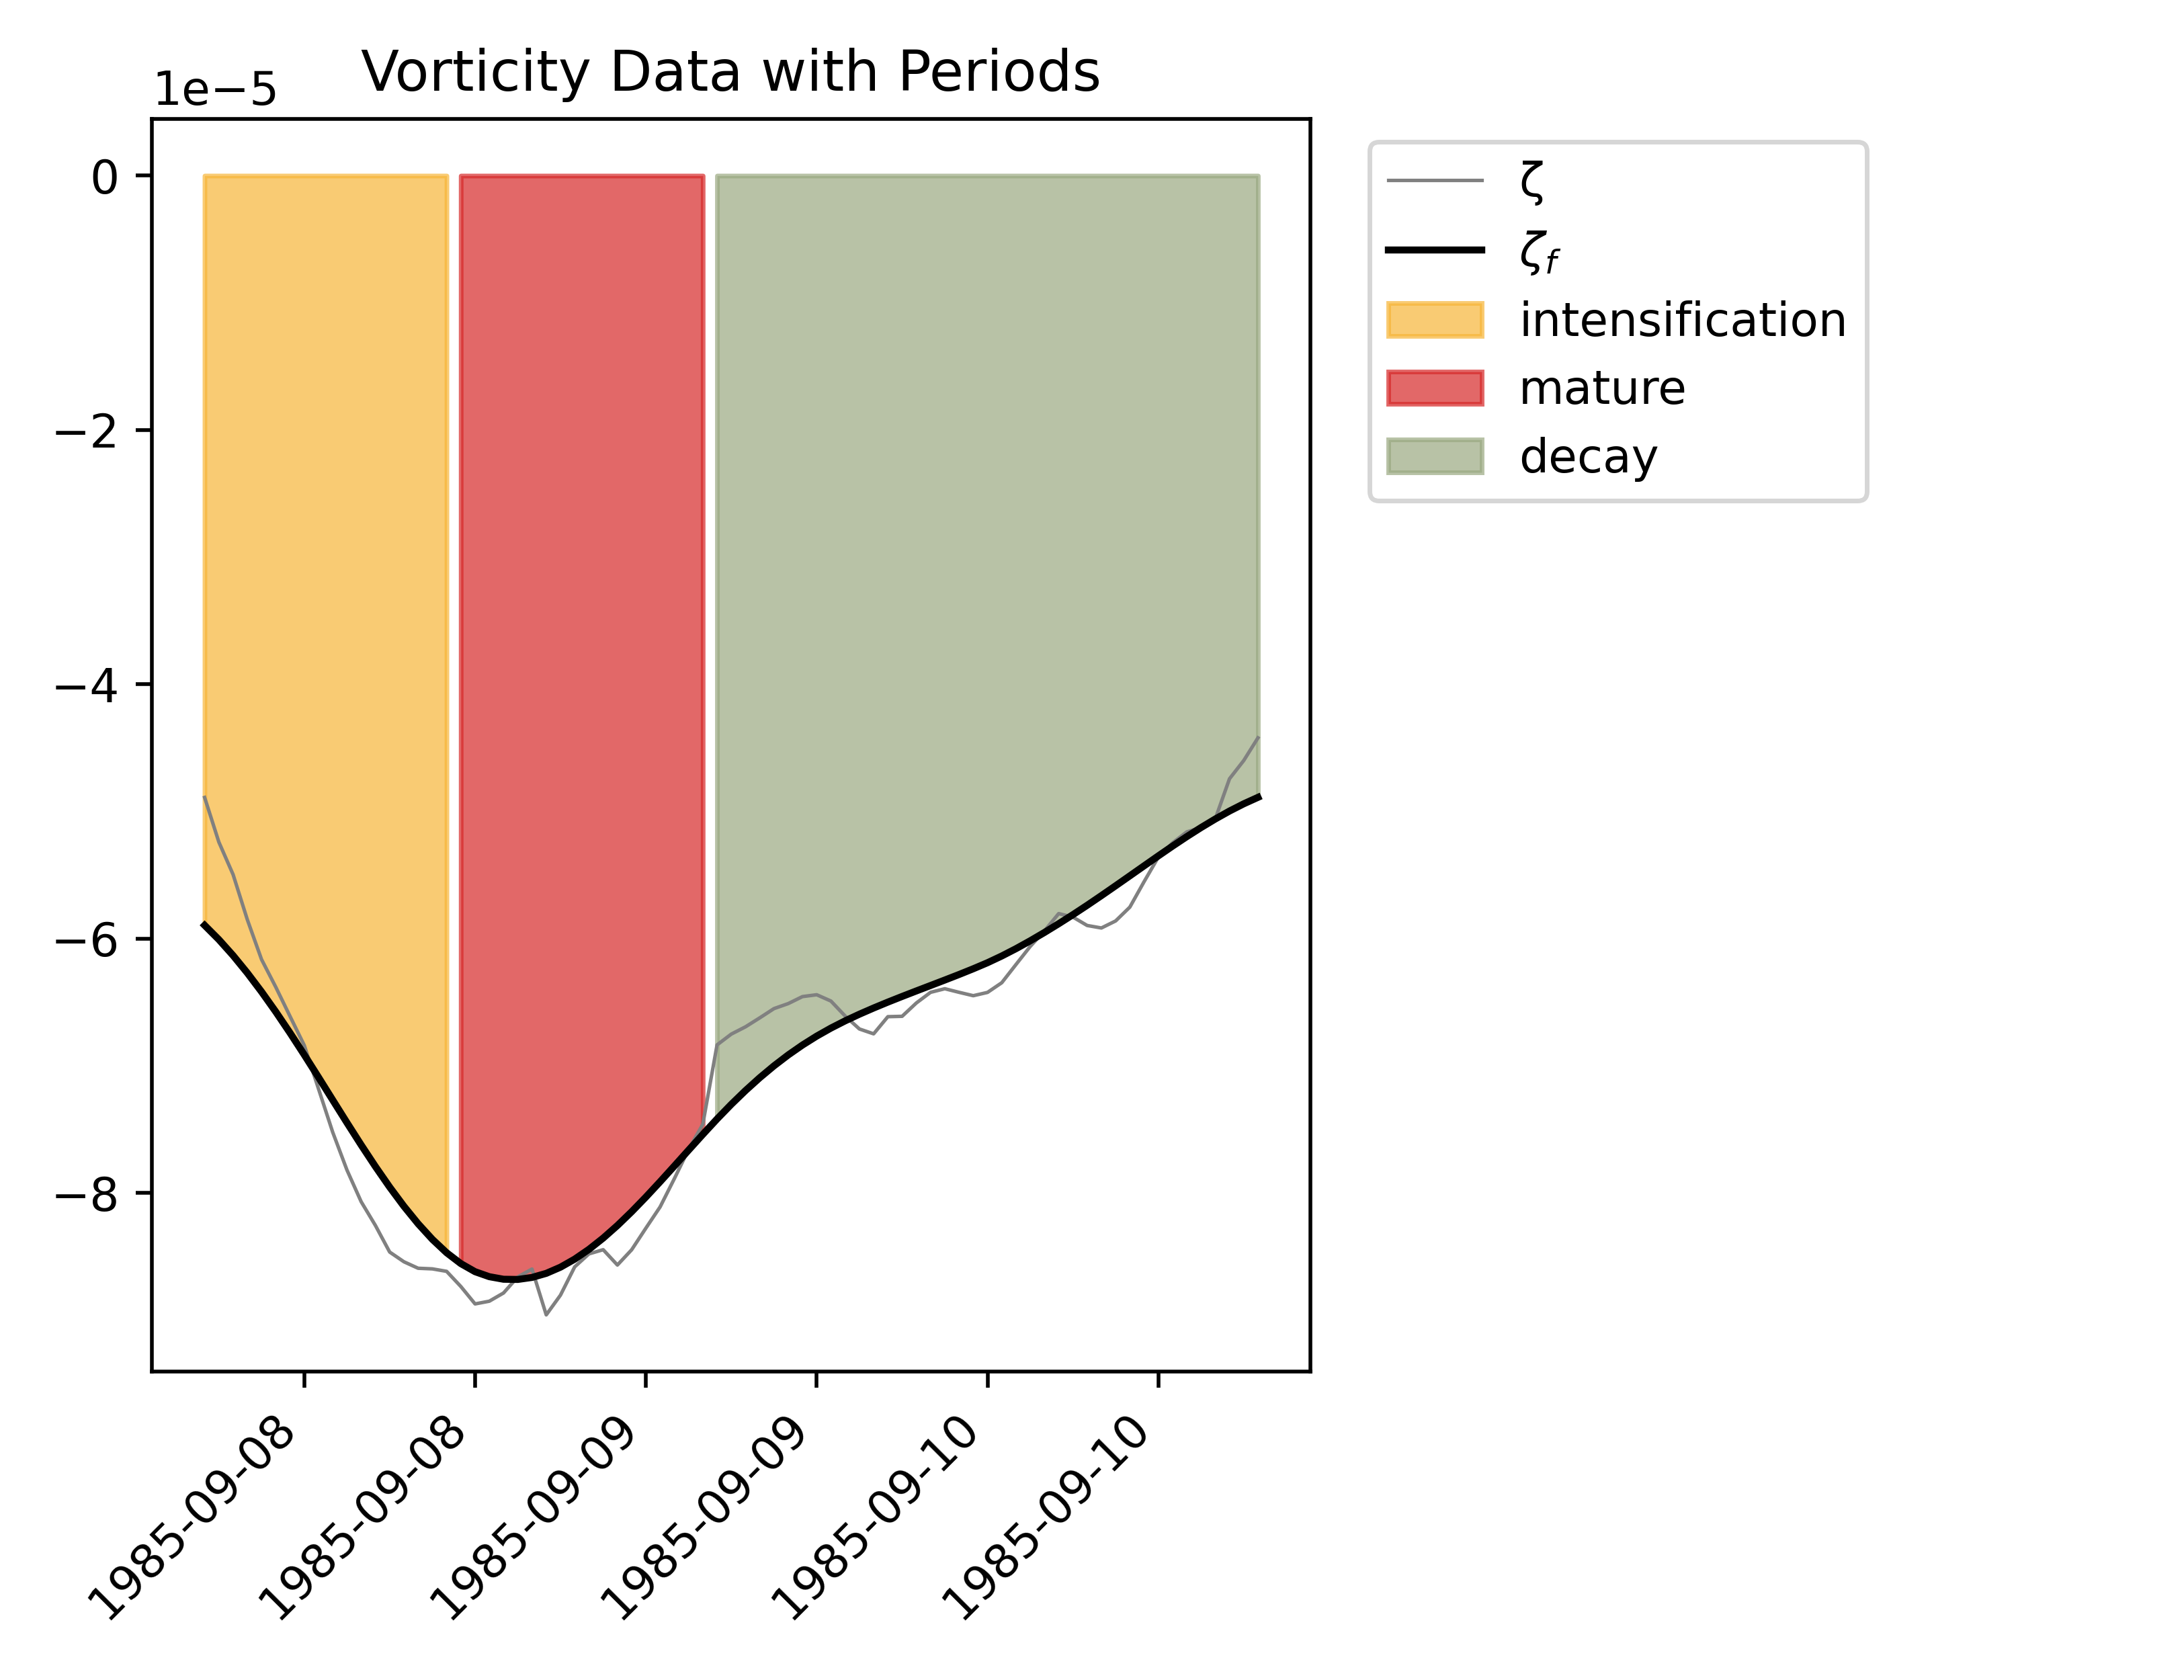 Vorticity Data with Periods
1e−5
0
−2
−4
−6
−8
1985-09-08
1985-09-08
1985-09-09
1985-09-09
1985-09-10
1985-09-10
ζ
ζf
intensification
mature
decay